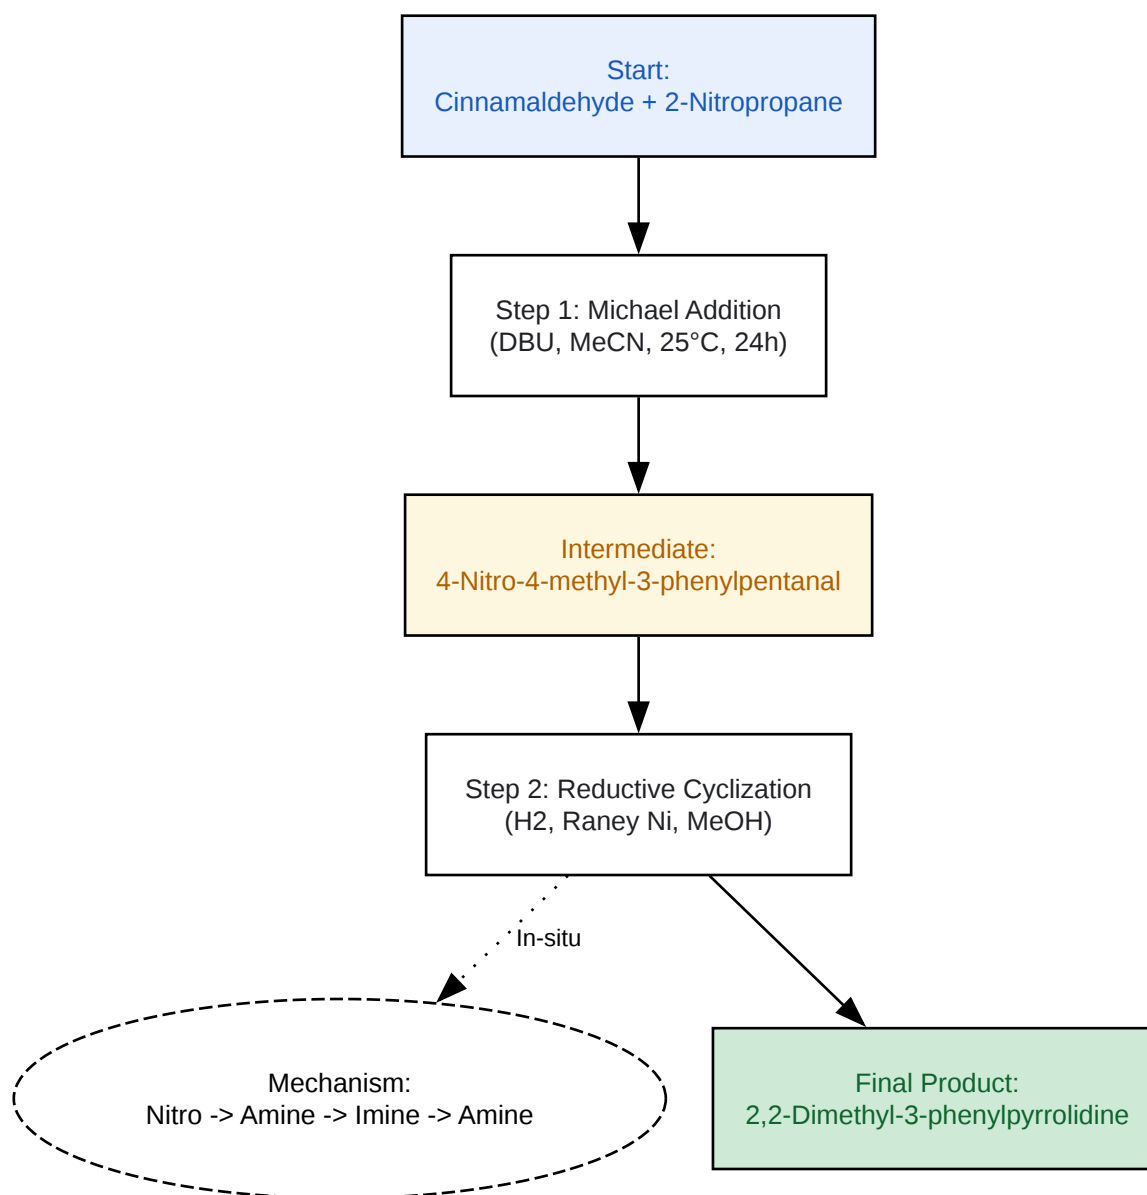 Start:
Cinnamaldehyde + 2-Nitropropane
Step 1: Michael Addition
(DBU, MeCN, 25°C, 24h)
Intermediate:
4-Nitro-4-methyl-3-phenylpentanal
Step 2: Reductive Cyclization
(H2, Raney Ni, MeOH)
In-situ
Mechanism:
Nitro -> Amine -> Imine -> Amine
Final Product:
2,2-Dimethyl-3-phenylpyrrolidine